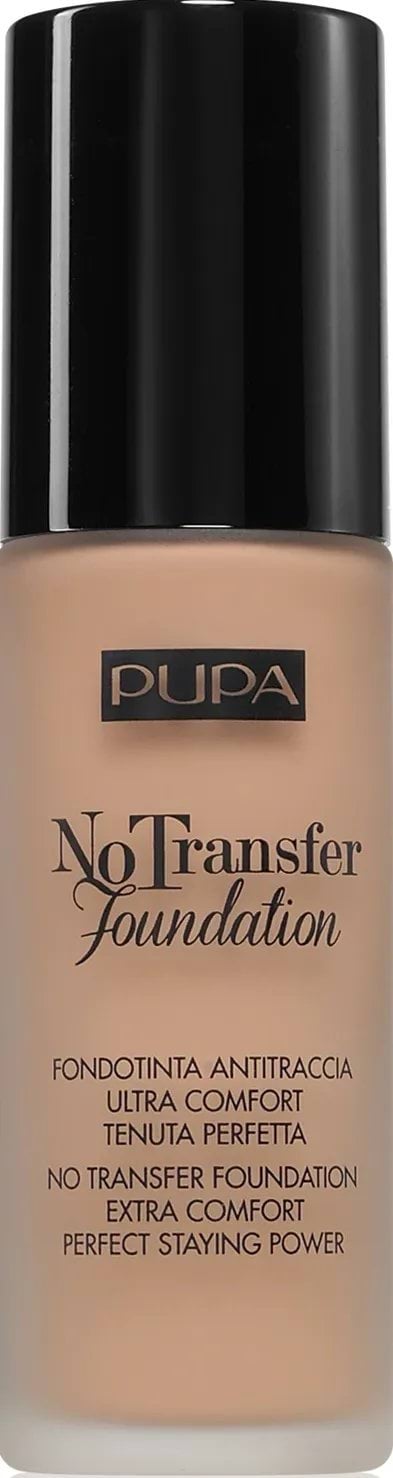 PUPA
No Transfer
Foundation
FONDOTINTA ANTITRACCIA
ULTRA COMFORT
TENUTA PERFETTA
NO TRANSFER FOUNDATION
EXTRA COMFORT
PERFECT STAYING POWER